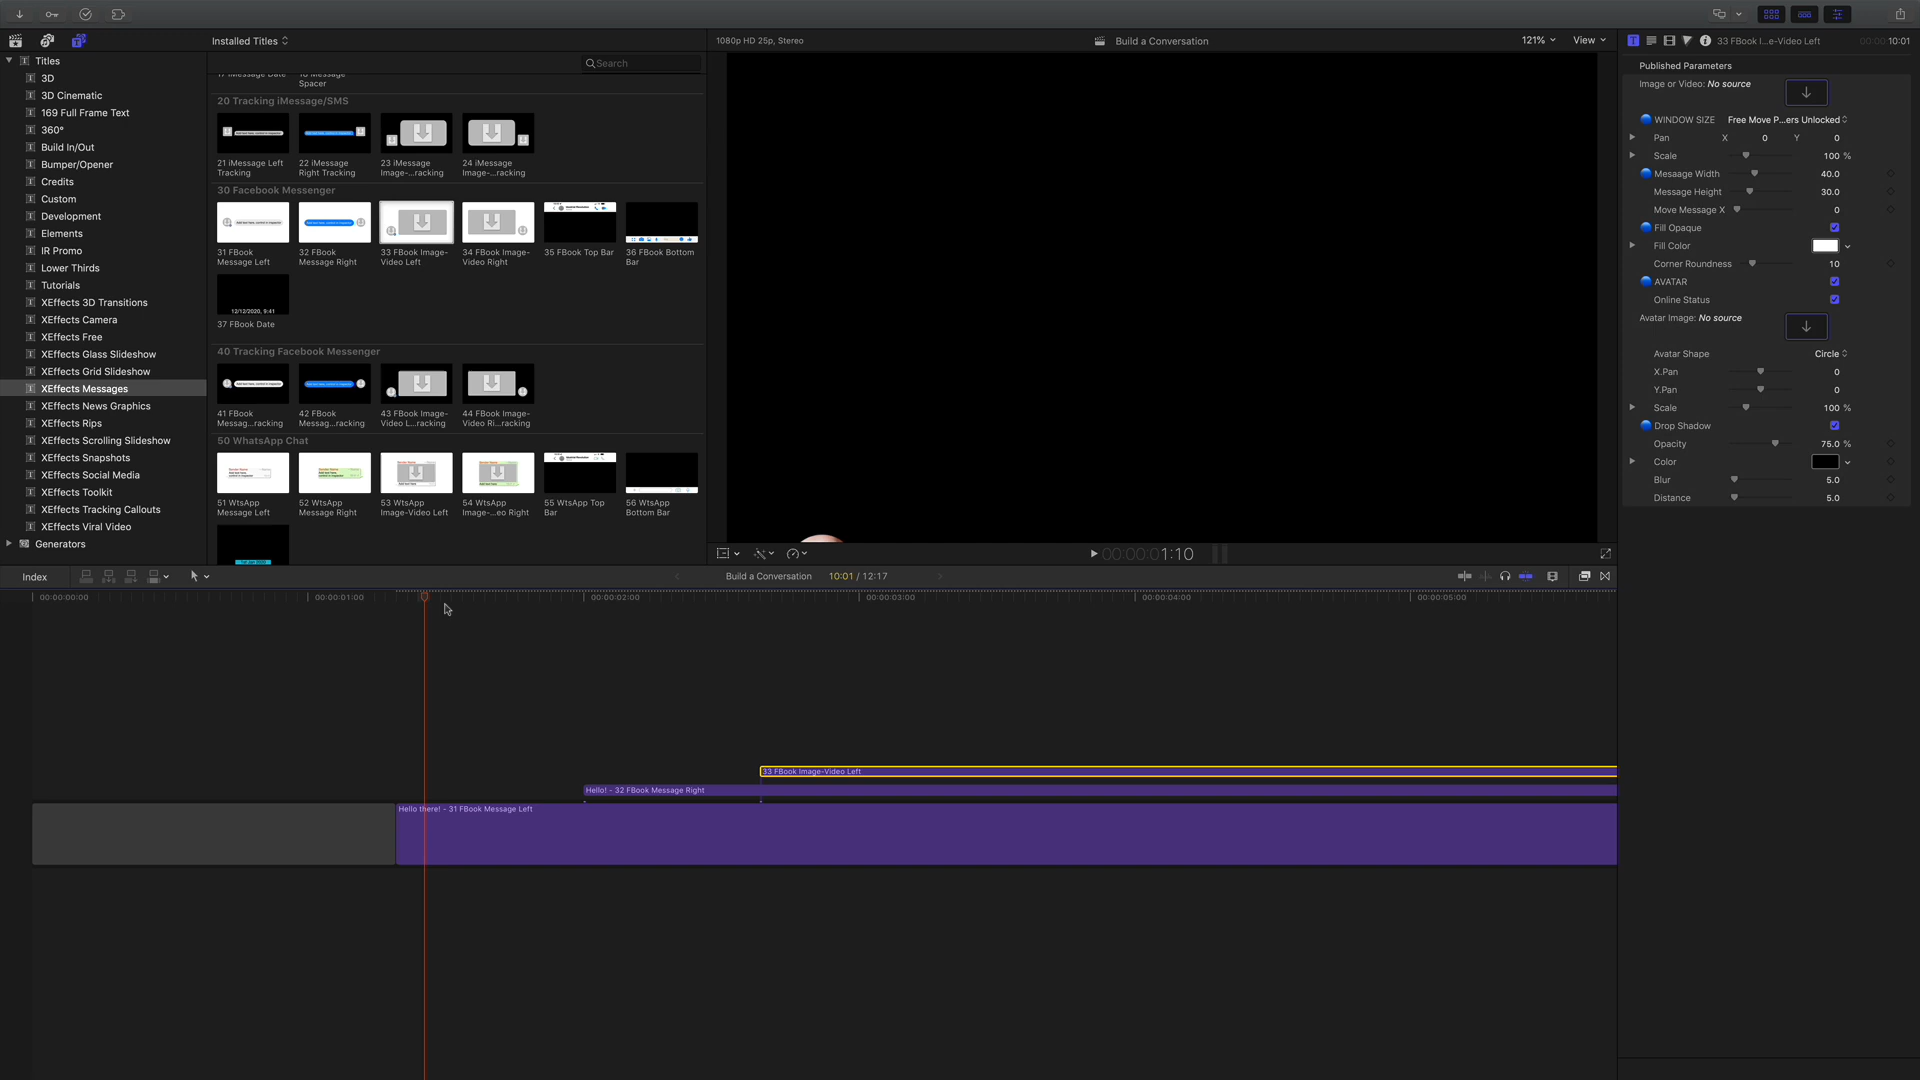 Installed Titles
1080p HD 25p, Stereo
Build a Conversation
121%
View
33 FBook I...e-Video Left
00:00:10:01
Titles
3D
3D Cinematic
169 Full Frame Text
360°
Build In/Out
Bumper/Opener
Credits
Custom
Development
Elements
IR Promo
Lower Thirds
Tutorials
XEffects 3D Transitions
XEffects Camera
XEffects Free
XEffects Glass Slideshow
XEffects Grid Slideshow
XEffects Messages
XEffects News Graphics
XEffects Rips
XEffects Scrolling Slideshow
XEffects Snapshots
XEffects Social Media
XEffects Toolkit
XEffects Tracking Callouts
XEffects Viral Video
Generators
Search
17 iMessage Date
18 Message
Spacer
20 Tracking iMessage/SMS
21 iMessage Left
Tracking
22 iMessage
Right Tracking
23 iMessage
Image-...racking
24 iMessage
Image-...racking
30 Facebook Messenger
31 FBook
Message Left
32 FBook
Message Right
33 FBook Image-
Video Left
34 FBook Image-
Video Right
35 FBook Top Bar
36 FBook Bottom
Bar
12/12/2020, 9:41
37 FBook Date
40 Tracking Facebook Messenger
41 FBook
Messag...racking
42 FBook
Messag...racking
43 FBook Image-
Video L...racking
44 FBook Image-
Video Ri...racking
50 WhatsApp Chat
51 WtsApp
Message Left
52 WtsApp
Message Right
53 WtsApp
Image-Video Left
54 WtsApp
Image-...eo Right
55 WtsApp Top
Bar
56 WtsApp
Bottom Bar
Published Parameters
Image or Video: No source
WINDOW SIZE
Free Move P...ers Unlocked
Pan
X
0
Y
0
Scale
100 %
Mesaage Width
40.0
Message Height
30.0
Move Message X
0
Fill Opaque
Fill Color
Corner Roundness
10
AVATAR
Online Status
Avatar Image: No source
Avatar Shape
Circle
X.Pan
0
Y.Pan
0
Scale
100 %
Drop Shadow
Opacity
75.0 %
Color
Blur
5.0
Distance
5.0
00:00:01:10
Index
Build a Conversation
10:01 / 12:17
00:00:00:00
00:00:01:00
00:00:02:00
00:00:03:00
00:00:04:00
00:00:05:00
33 FBook Image-Video Left
Hello! - 32 FBook Message Right
Hello there! - 31 FBook Message Left